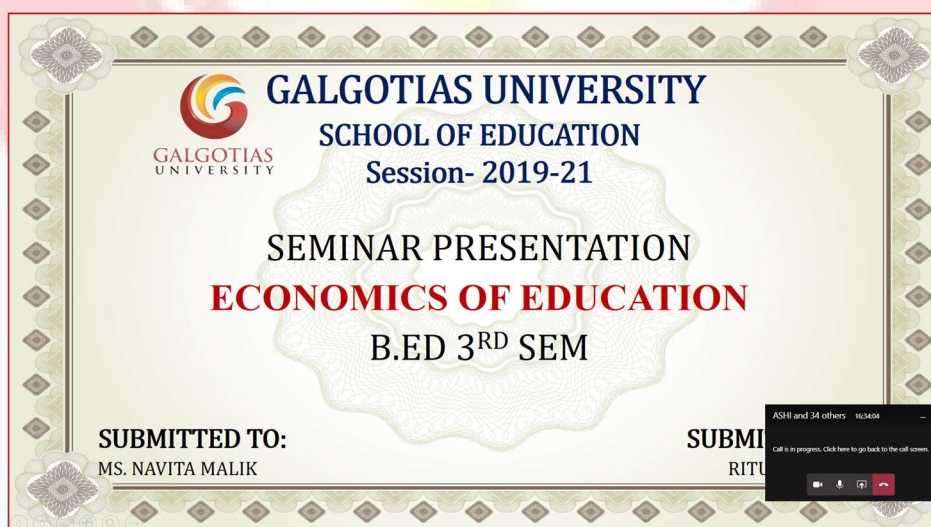 GALGOTIAS UNIVERSITY
SCHOOL OF EDUCATION
Session- 2019-21
GALGOTIAS
UNIVERSITY
SEMINAR PRESENTATION
ECONOMICS OF EDUCATION
B.ED 3RD SEM
SUBMITTED TO:
MS. NAVITA MALIK
ASHI and 34 others 16:34:04
Call is in progress. Click here to go back to the call screen.